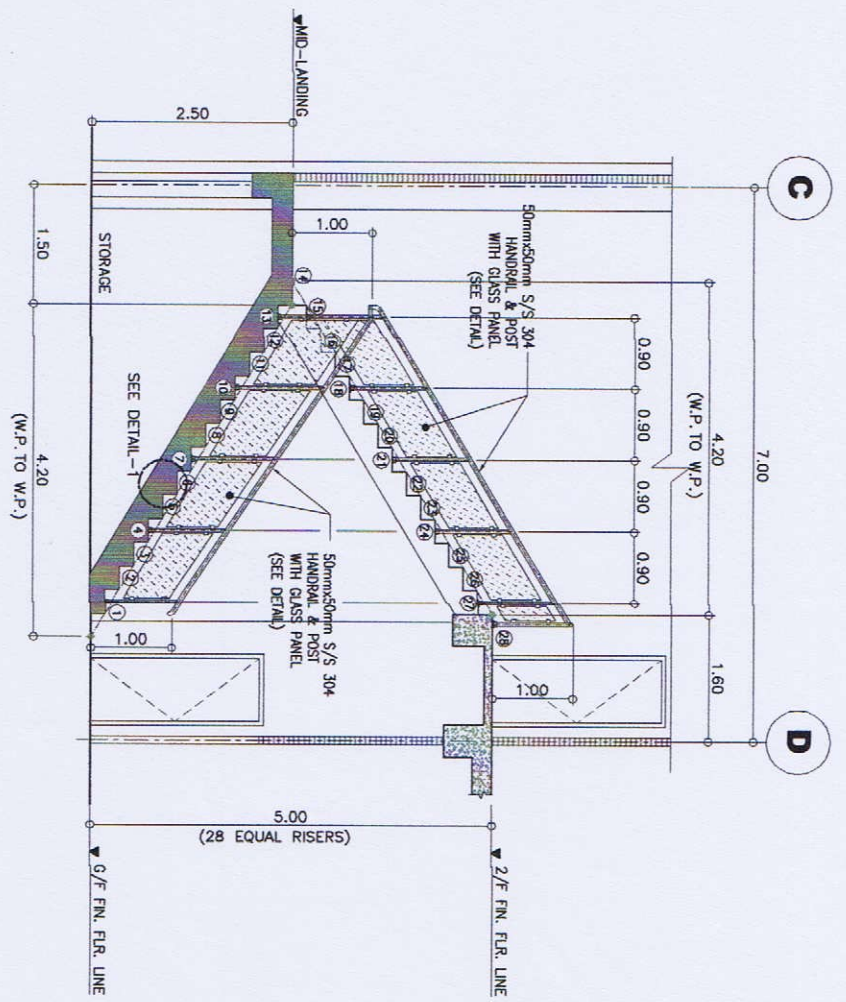 C
D
7.00
4.20
(W.P. TO W.P.)
1.60
0.90
0.90
0.90
0.90
50mmx50mm S/S 304
HANDRAIL & POST
WITH GLASS PANEL
(SEE DETAIL)
1.00
1.00
MID-LANDING
2.50
2/F FIN. FLR. LINE
5.00
(28 EQUAL RISERS)
14
15
16
17
18
19
20
21
22
23
24
25
26
27
28
13
12
11
10
9
8
7
6
5
4
3
2
1
50mmx50mm S/S 304
HANDRAIL & POST
WITH GLASS PANEL
(SEE DETAIL)
1.00
STORAGE
SEE DETAIL-1
G/F FIN. FLR. LINE
1.50
4.20
(W.P. TO W.P.)